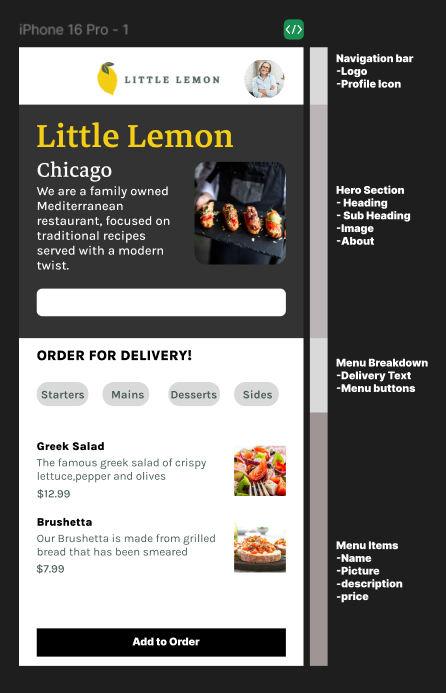 iPhone 16 Pro - 1
</>
LITTLE LEMON
Navigation bar
-Logo
-Profile Icon
Little Lemon
Chicago
We are a family owned
Mediterranean
restaurant, focused on
traditional recipes
served with a modern
twist.
Hero Section
- Heading
- Sub Heading
-Image
-About
ORDER FOR DELIVERY!
Starters
Mains
Desserts
Sides
Menu Breakdown
-Delivery Text
-Menu buttons
Greek Salad
The famous greek salad of crispy
lettuce,pepper and olives
$12.99
Brushetta
Our Brushetta is made from grilled
bread that has been smeared
$7.99
Menu Items
-Name
-Picture
-description
-price
Add to Order